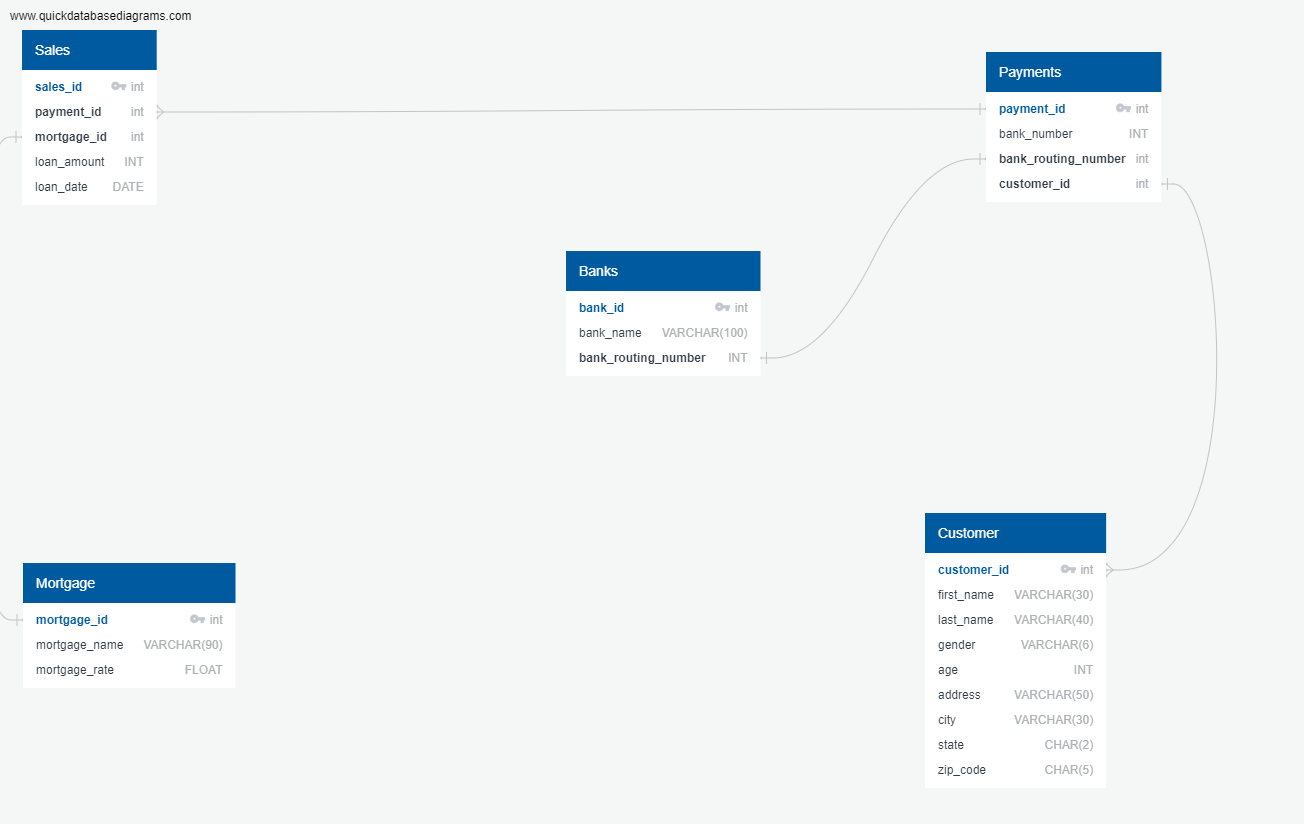 www.quickdatabasediagrams.com
Sales
sales_id int
payment_id int
mortgage_id int
loan_amount INT
loan_date DATE
Payments
payment_id int
bank_number INT
bank_routing_number int
customer_id int
Banks
bank_id int
bank_name VARCHAR(100)
bank_routing_number INT
Mortgage
mortgage_id int
mortgage_name VARCHAR(90)
mortgage_rate FLOAT
Customer
customer_id int
first_name VARCHAR(30)
last_name VARCHAR(40)
gender VARCHAR(6)
age INT
address VARCHAR(50)
city VARCHAR(30)
state CHAR(2)
zip_code CHAR(5)